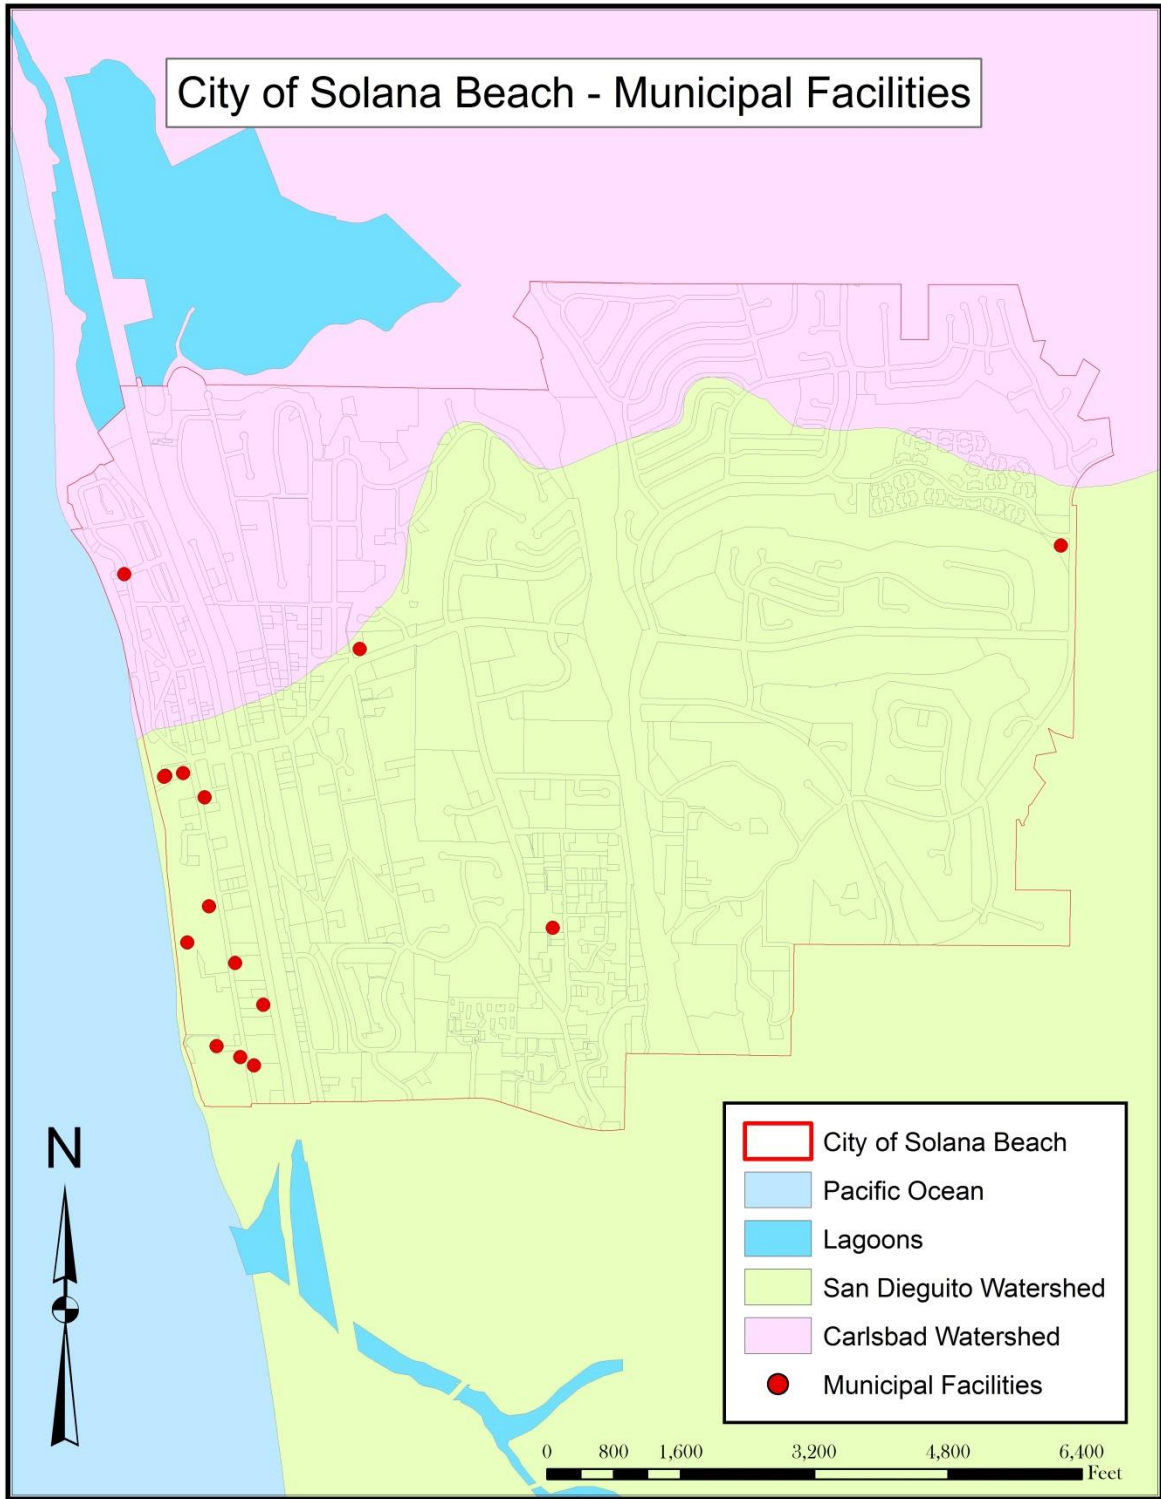 City of Solana Beach - Municipal Facilities
N
City of Solana Beach
Pacific Ocean
Lagoons
San Dieguito Watershed
Carlsbad Watershed
Municipal Facilities
0 800 1,600 3,200 4,800 6,400
Feet